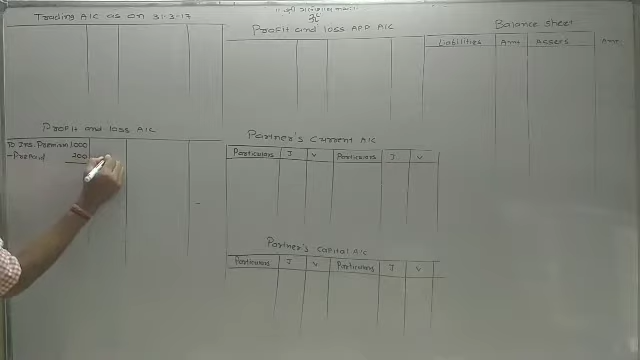 Trading A/C as on 31-3-17
Profit and loss APP A/C
Balance sheet
Liabilities Amt Assets Amt
Profit and loss A/C
To Ins. Premium 1000
- Prepaid 200
Partner's Current A/C
Particulars J V Particulars J V
Partner's Capital A/C
Particulars J V Particulars J V